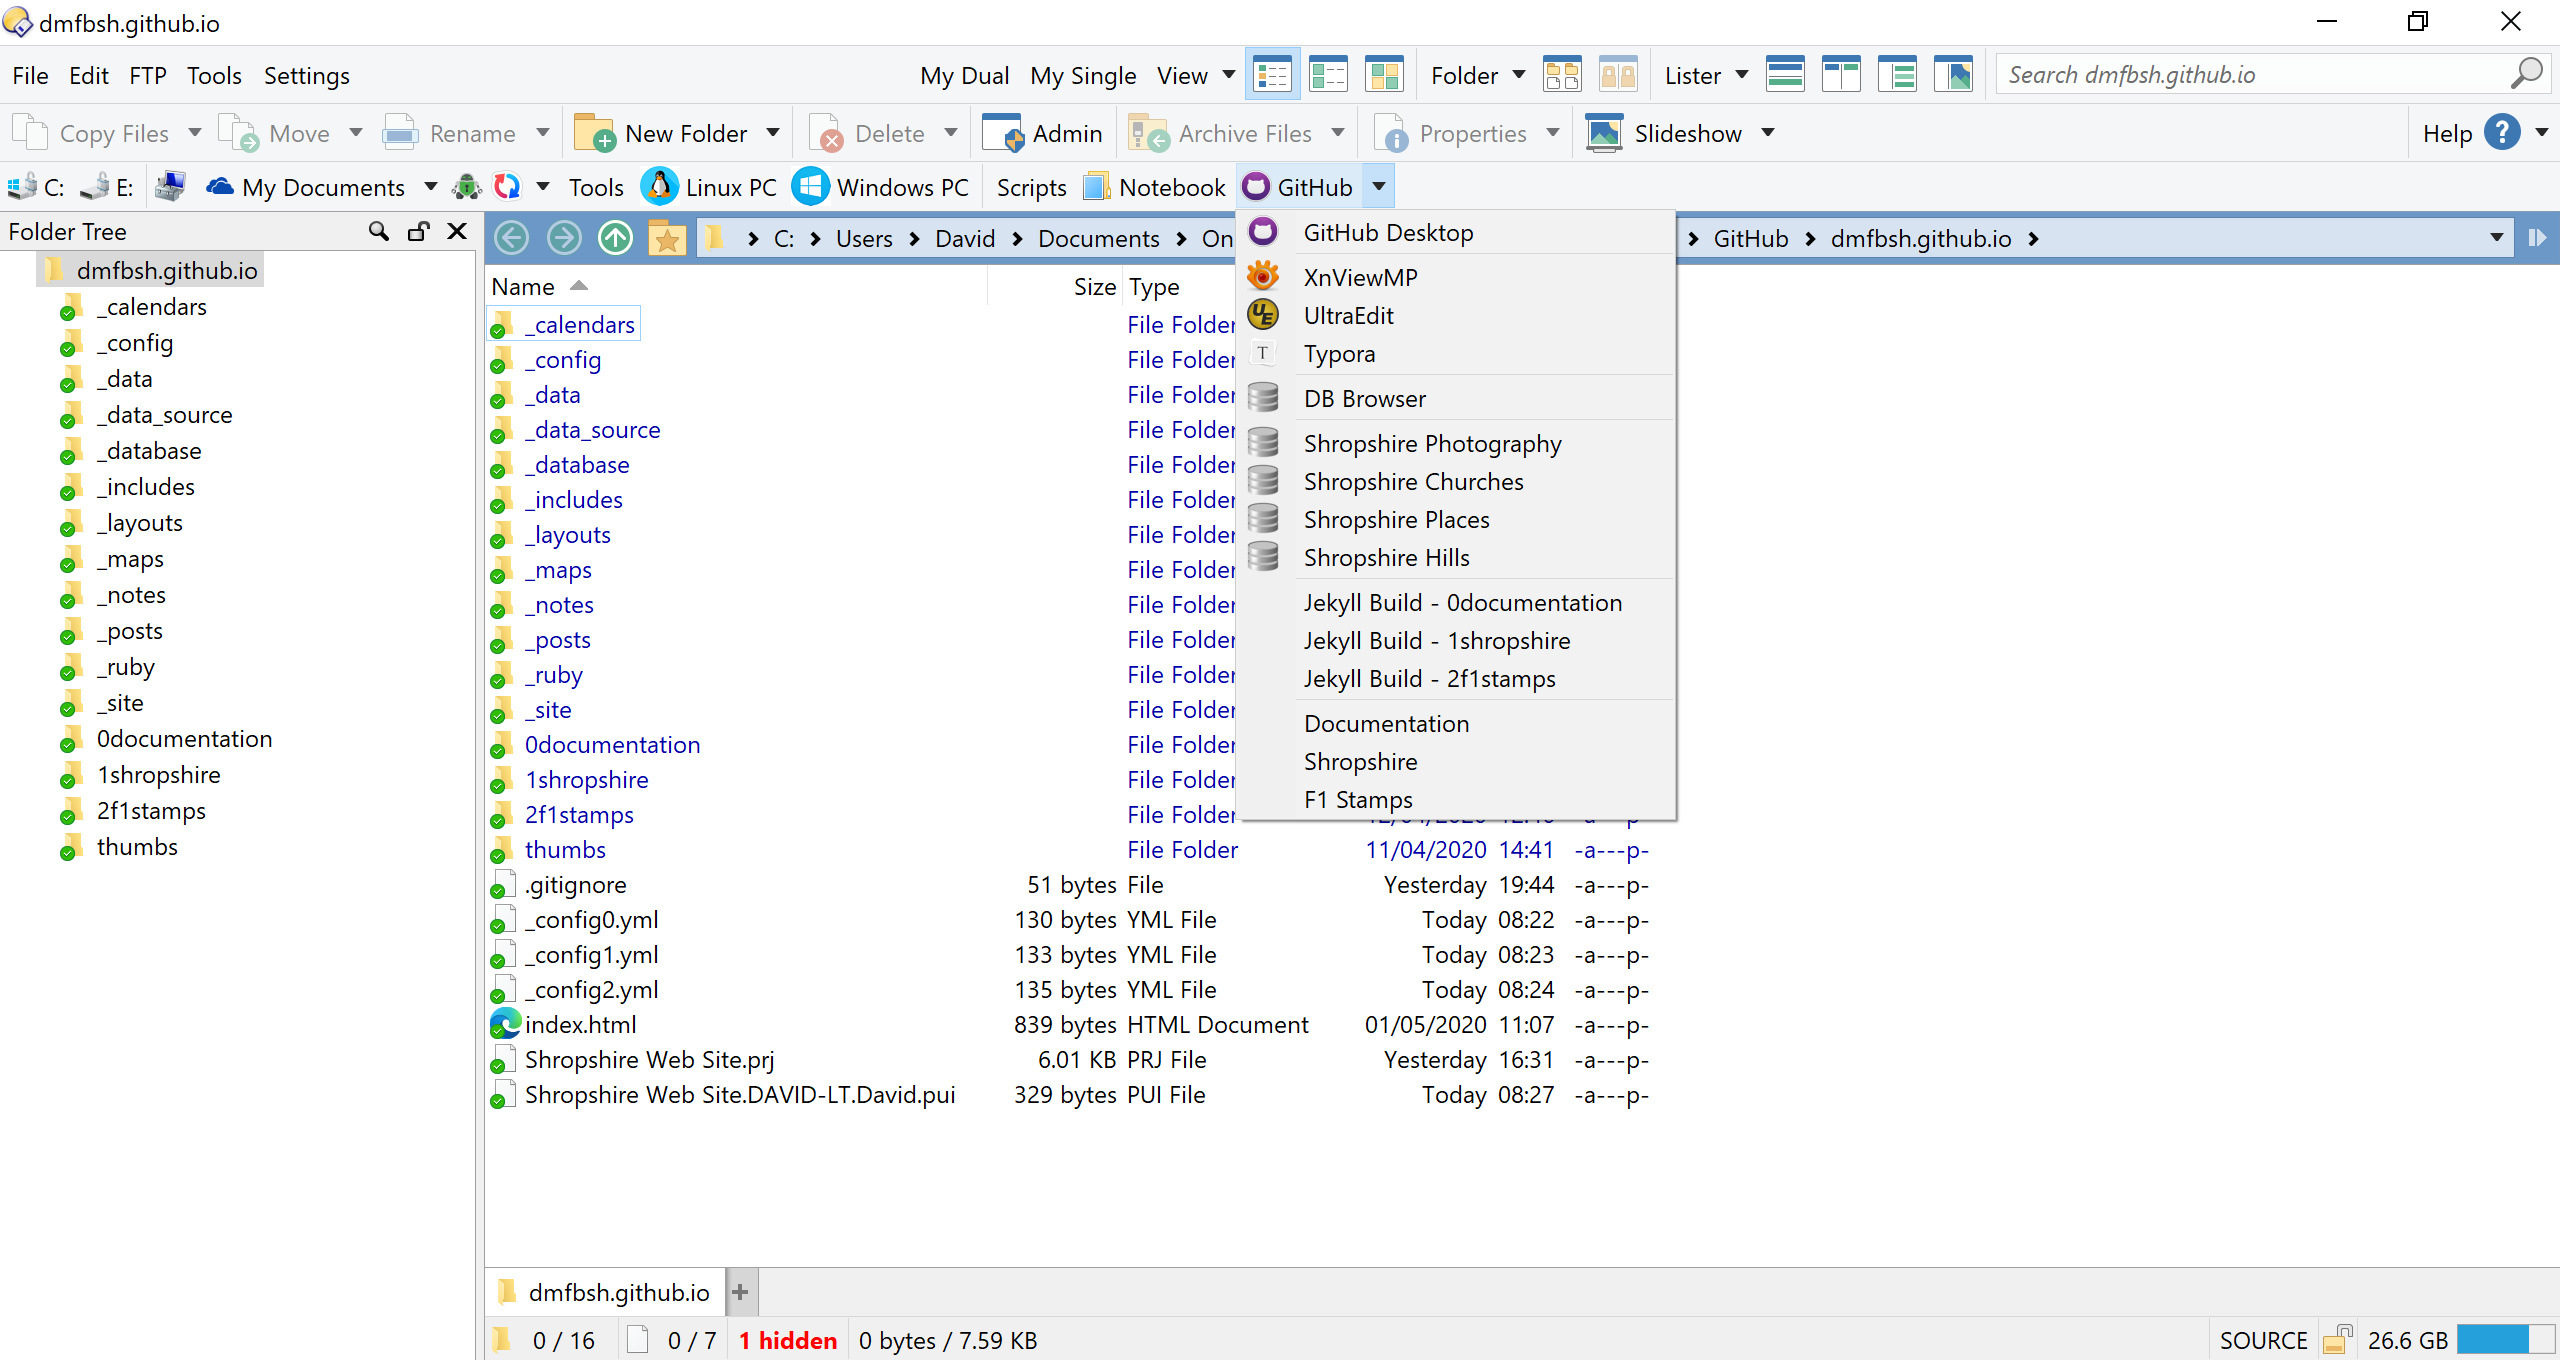 dmfbsh.github.io
File Edit FTP Tools Settings My Dual My Single View Folder Lister Search dmfbsh.github.io
Copy Files Move Rename New Folder Delete Admin Archive Files Properties Slideshow Help
C: E: My Documents Tools Linux PC Windows PC Scripts Notebook GitHub
Folder Tree
dmfbsh.github.io
_calendars
_config
_data
_data_source
_database
_includes
_layouts
_maps
_notes
_posts
_ruby
_site
0documentation
1shropshire
2f1stamps
thumbs
C: Users David Documents On GitHub dmfbsh.github.io
Name Size Type
_calendars File Folder
_config File Folder
_data File Folder
_data_source File Folder
_database File Folder
_includes File Folder
_layouts File Folder
_maps File Folder
_notes File Folder
_posts File Folder
_ruby File Folder
_site File Folder
0documentation File Folder
1shropshire File Folder
2f1stamps File Folder
thumbs File Folder 11/04/2020 14:41 -a---p-
.gitignore 51 bytes File Yesterday 19:44 -a---p-
_config0.yml 130 bytes YML File Today 08:22 -a---p-
_config1.yml 133 bytes YML File Today 08:23 -a---p-
_config2.yml 135 bytes YML File Today 08:24 -a---p-
index.html 839 bytes HTML Document 01/05/2020 11:07 -a---p-
Shropshire Web Site.prj 6.01 KB PRJ File Yesterday 16:31 -a---p-
Shropshire Web Site.DAVID-LT.David.pui 329 bytes PUI File Today 08:27 -a---p-
GitHub Desktop
XnViewMP
UE UltraEdit
T Typora
DB Browser
Shropshire Photography
Shropshire Churches
Shropshire Places
Shropshire Hills
Jekyll Build - 0documentation
Jekyll Build - 1shropshire
Jekyll Build - 2f1stamps
Documentation
Shropshire
F1 Stamps
dmfbsh.github.io +
0 / 16 0 / 7 1 hidden 0 bytes / 7.59 KB SOURCE 26.6 GB